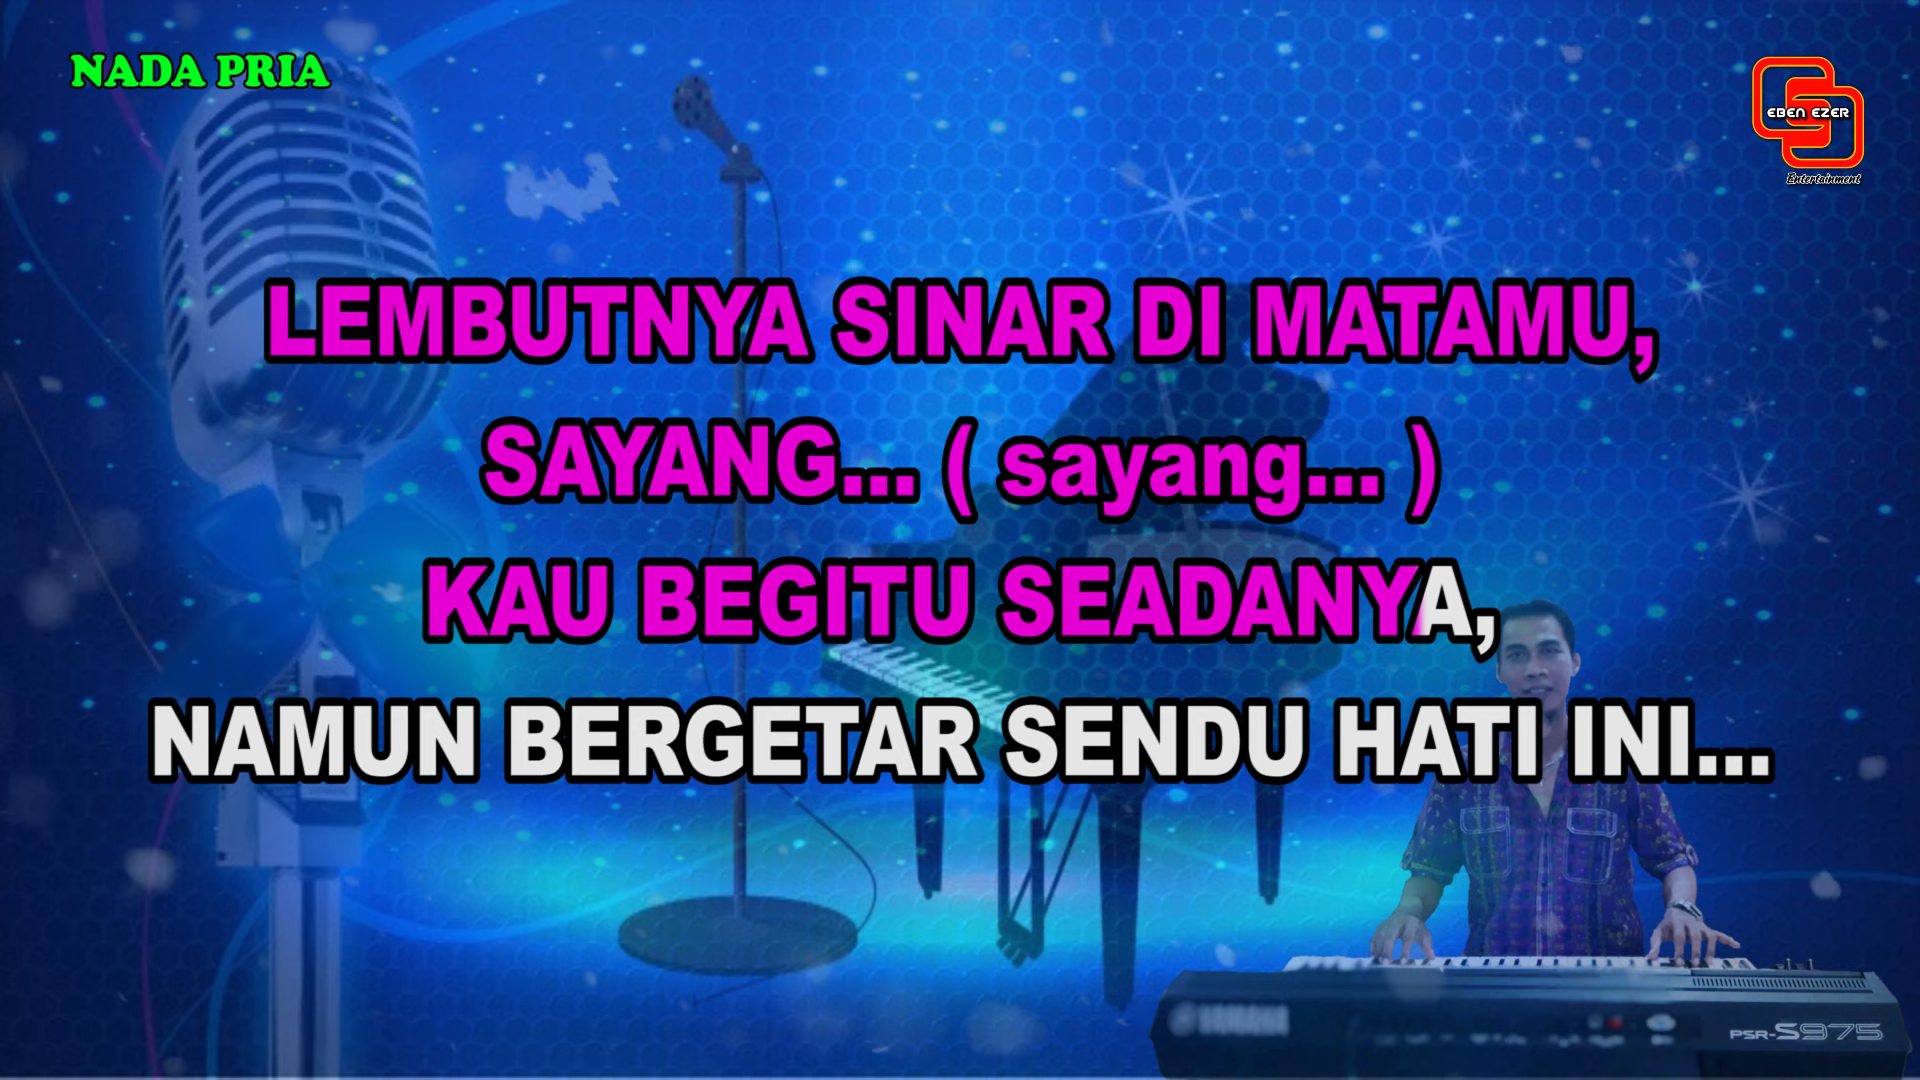 NADA PRIA
EBEN EZER
Entertainment
LEMBUTNYA SINAR DI MATAMU,
SAYANG... ( sayang... )
KAU BEGITU SEADANYA,
NAMUN BERGETAR SENDU HATI INI...
YAMAHA
PSR-S975